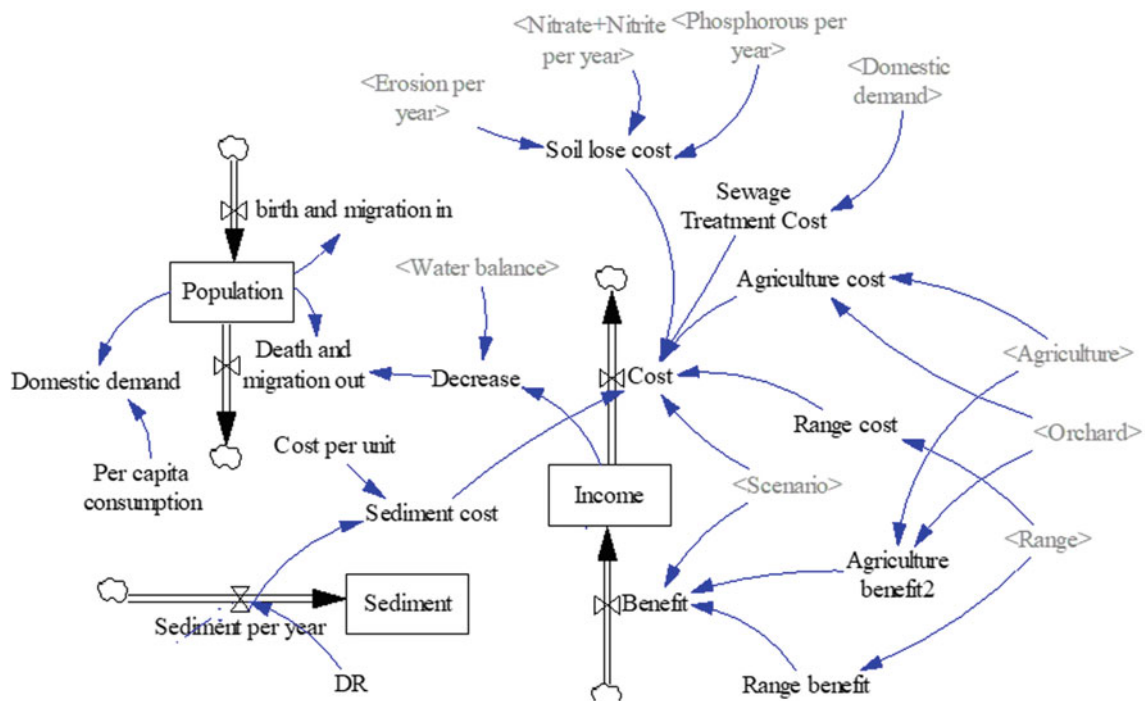 <Nitrate+Nitrite
per year>
<Phosphorous per
year>
<Erosion per
year>
<Domestic
demand>
Soil lose cost
birth and migration in
Sewage
Treatment Cost
<Water balance>
Population
Agriculture cost
Death and
migration out
<Agriculture>
Domestic demand
Decrease
Cost
Range cost
<Orchard>
Cost per unit
Per capita
consumption
Income
<Scenario>
Sediment cost
<Range>
Agriculture
benefit2
Sediment
Benefit
Sediment per year
DR
Range benefit